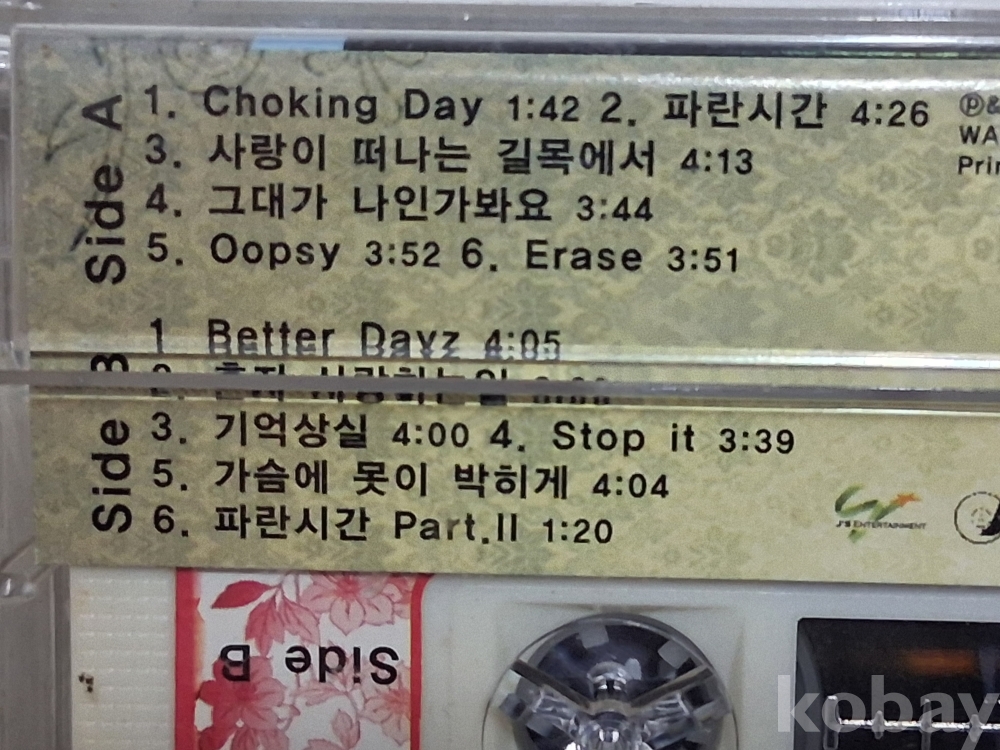 Side A
1. Choking Day 1:42 2. 파란시간 4:26
3. 사랑이 떠나는 길목에서 4:13
4. 그대가 나인가봐요 3:44
5. Oopsy 3:52 6. Erase 3:51
℗&
WA
Prin
Side B
1 Better Dayz 4:05
2.
3. 기억상실 4:00 4. Stop it 3:39
5. 가슴에 못이 박히게 4:04
6. 파란시간 Part.II 1:20
J'S ENTERTAINMENT
Side B
kobay